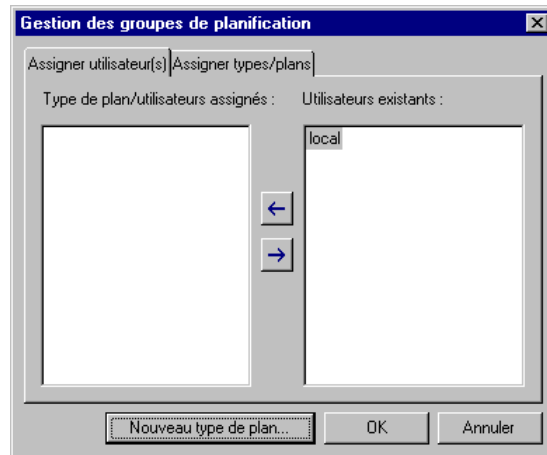 Gestion des groupes de planification
Assigner utilisateur(s) Assigner types/plans
Type de plan/utilisateurs assignés : Utilisateurs existants :
local
Nouveau type de plan... OK Annuler